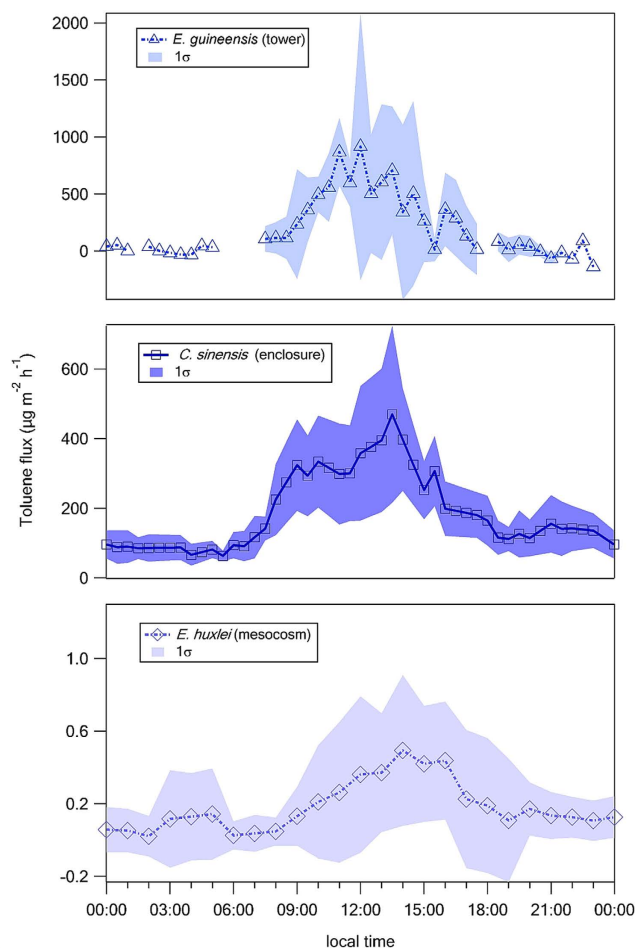 2000
E. guineensis (tower)
1σ
1500
1000
500
0
Toluene flux (µg m⁻² h⁻¹)
C. sinensis (enclosure)
1σ
600
400
200
0
E. huxlei (mesocosm)
1σ
1.0
0.6
0.2
-0.2
00:00 03:00 06:00 09:00 12:00 15:00 18:00 21:00 00:00
local time